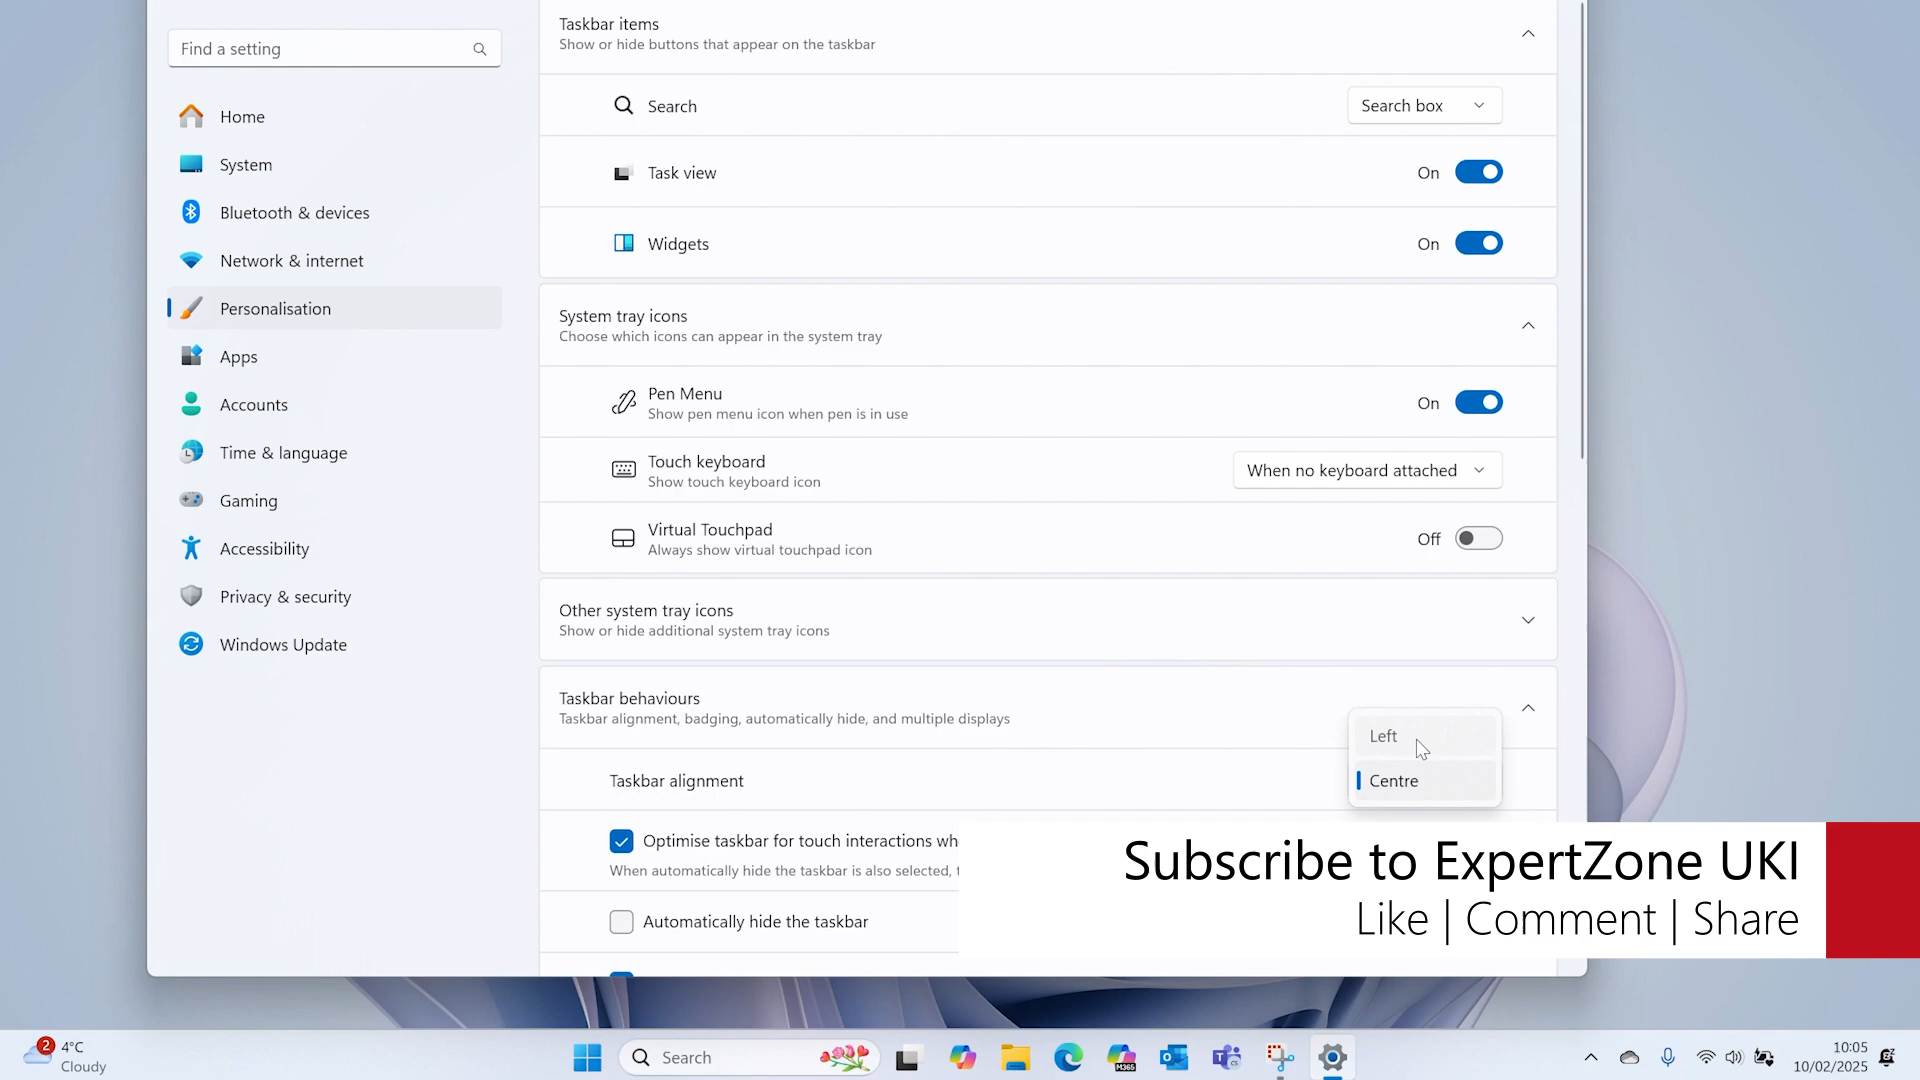 Find a setting
Home
System
Bluetooth & devices
Network & internet
Personalisation
Apps
Accounts
Time & language
Gaming
Accessibility
Privacy & security
Windows Update
Taskbar items
Show or hide buttons that appear on the taskbar
Search
Search box
Task view
On
Widgets
On
System tray icons
Choose which icons can appear in the system tray
Pen Menu
Show pen menu icon when pen is in use
On
Touch keyboard
Show touch keyboard icon
When no keyboard attached
Virtual Touchpad
Always show virtual touchpad icon
Off
Other system tray icons
Show or hide additional system tray icons
Taskbar behaviours
Taskbar alignment, badging, automatically hide, and multiple displays
Left
Centre
Taskbar alignment
Optimise taskbar for touch interactions wh
When automatically hide the taskbar is also selected, t
Automatically hide the taskbar
Subscribe to ExpertZone UKI
Like | Comment | Share
2
4°C
Cloudy
Search
M365
10:05
10/02/2025